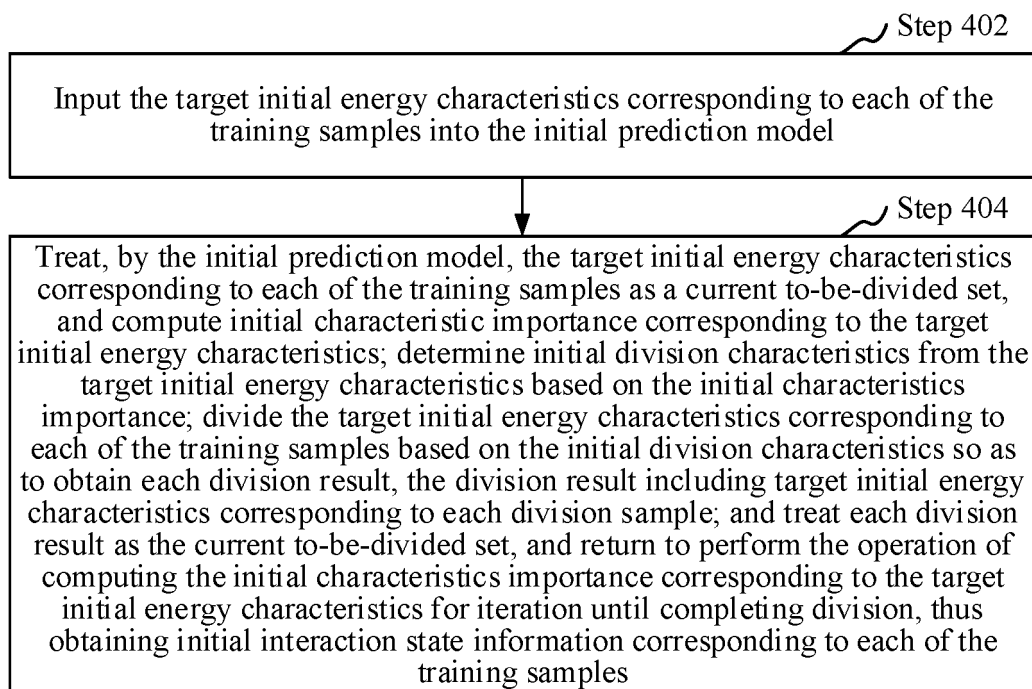 Step 402
Input the target initial energy characteristics corresponding to each of the
training samples into the initial prediction model
Step 404
Treat, by the initial prediction model, the target initial energy characteristics
corresponding to each of the training samples as a current to-be-divided set,
and compute initial characteristic importance corresponding to the target
initial energy characteristics; determine initial division characteristics from the
target initial energy characteristics based on the initial characteristics
importance; divide the target initial energy characteristics corresponding to
each of the training samples based on the initial division characteristics so as
to obtain each division result, the division result including target initial energy
characteristics corresponding to each division sample; and treat each division
result as the current to-be-divided set, and return to perform the operation of
computing the initial characteristics importance corresponding to the target
initial energy characteristics for iteration until completing division, thus
obtaining initial interaction state information corresponding to each of the
training samples